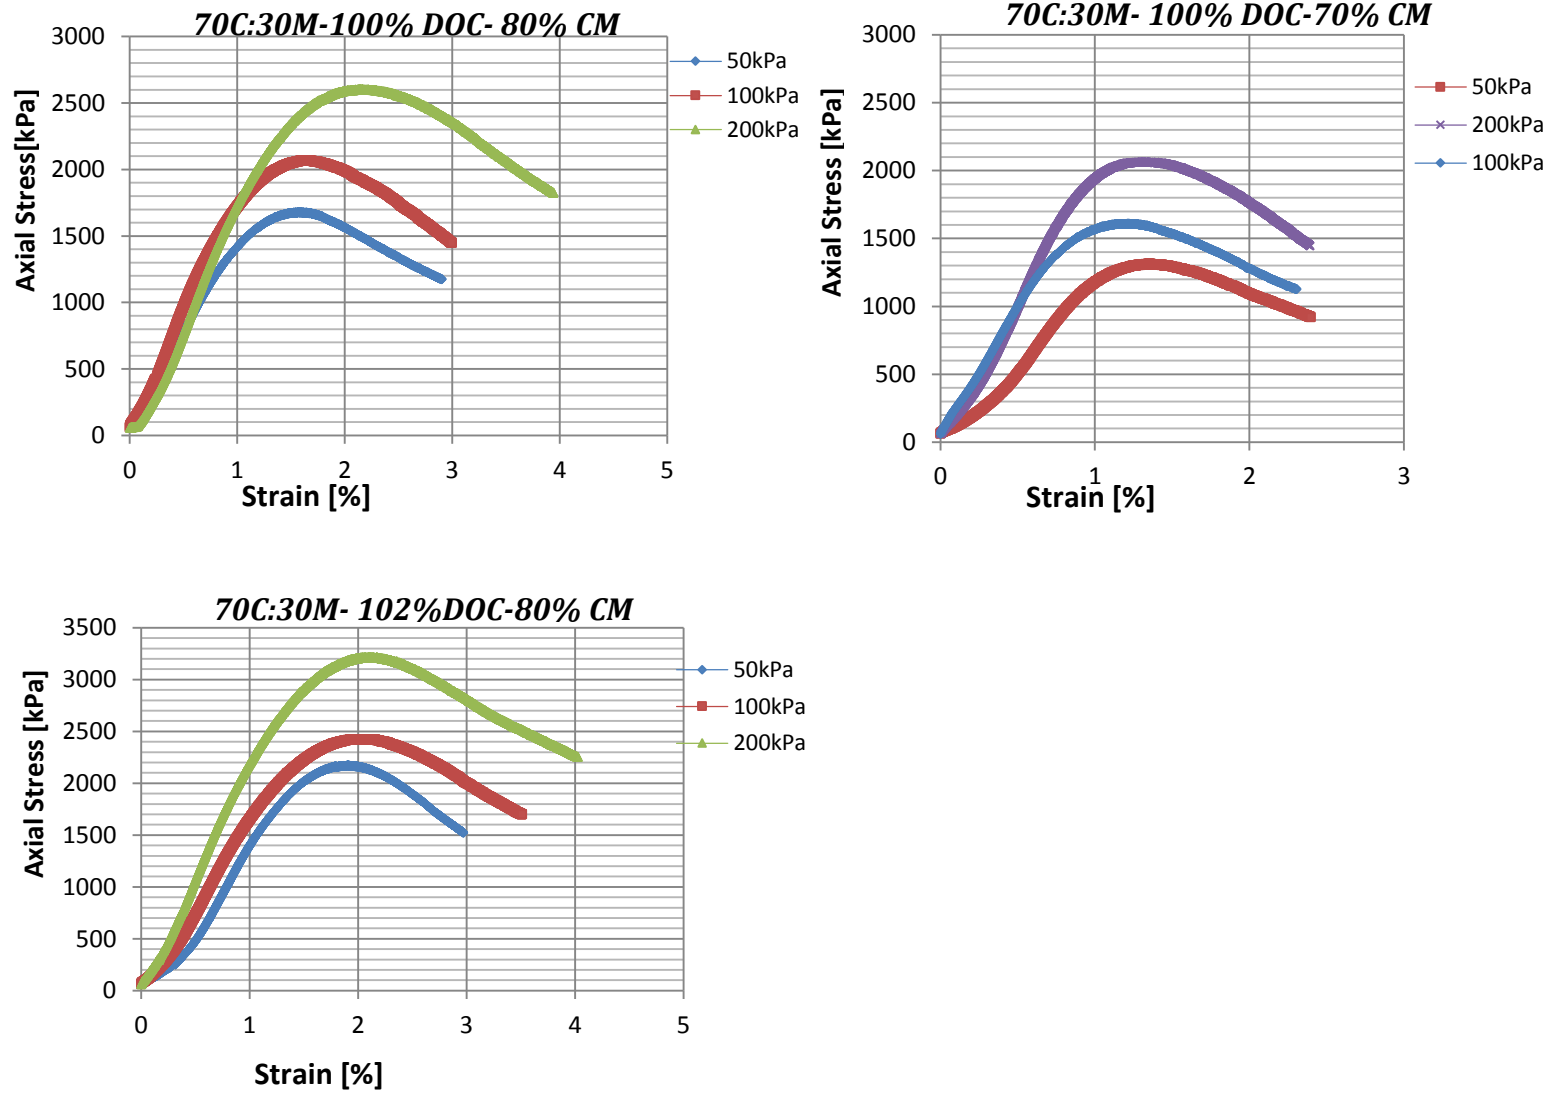 70C:30M-100% DOC- 80% CM
Axial Stress[kPa]
3000
2500
2000
1500
1000
500
0
0 1 2 3 4 5
Strain [%]
50kPa
100kPa
200kPa
70C:30M- 100% DOC-70% CM
Axial Stress [kPa]
3000
2500
2000
1500
1000
500
0
0 1 2 3
Strain [%]
50kPa
200kPa
100kPa
70C:30M- 102%DOC-80% CM
Axial Stress [kPa]
3500
3000
2500
2000
1500
1000
500
0
0 1 2 3 4 5
Strain [%]
50kPa
100kPa
200kPa